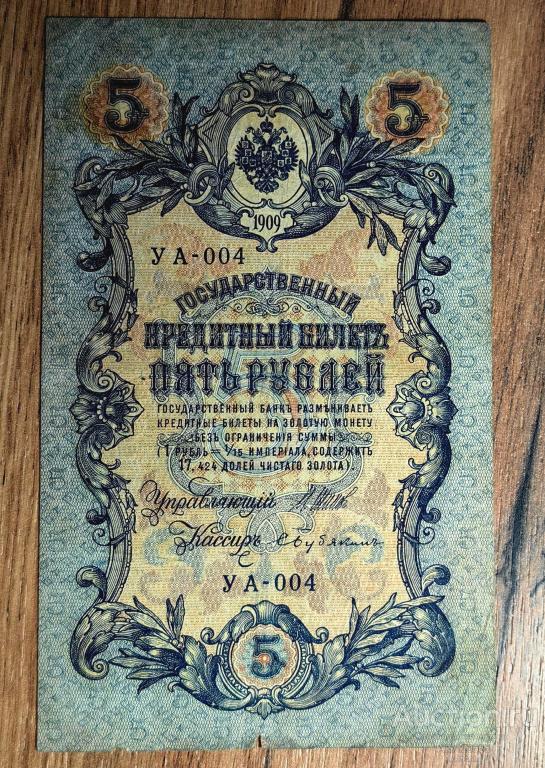 5 5
1909
УА-004
ГОСУДАРСТВЕННЫЙ
КРЕДИТНЫЙ БИЛЕТЪ
ПЯТЬ РУБЛЕЙ
ГОСУДАРСТВЕННЫЙ БАНКЪ РАЗМѢНИВАЕТЪ
КРЕДИТНЫЕ БИЛЕТЫ НА ЗОЛОТУЮ МОНЕТУ
БЕЗЪ ОГРАНИЧЕНІЯ СУММЫ
(1 РУБЛЬ = 1/15 ИМПЕРІАЛА, СОДЕРЖИТЪ
17,424 ДОЛЕЙ ЧИСТАГО ЗОЛОТА).
Управляющій
Кассиръ
УА-004
5